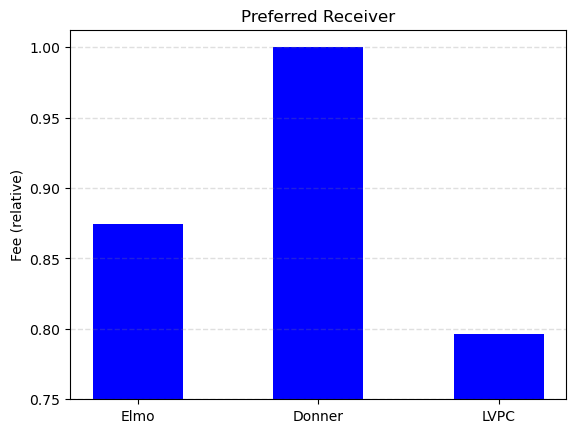 Preferred Receiver
Fee (relative)
1.00
0.95
0.90
0.85
0.80
0.75
Elmo Donner LVPC